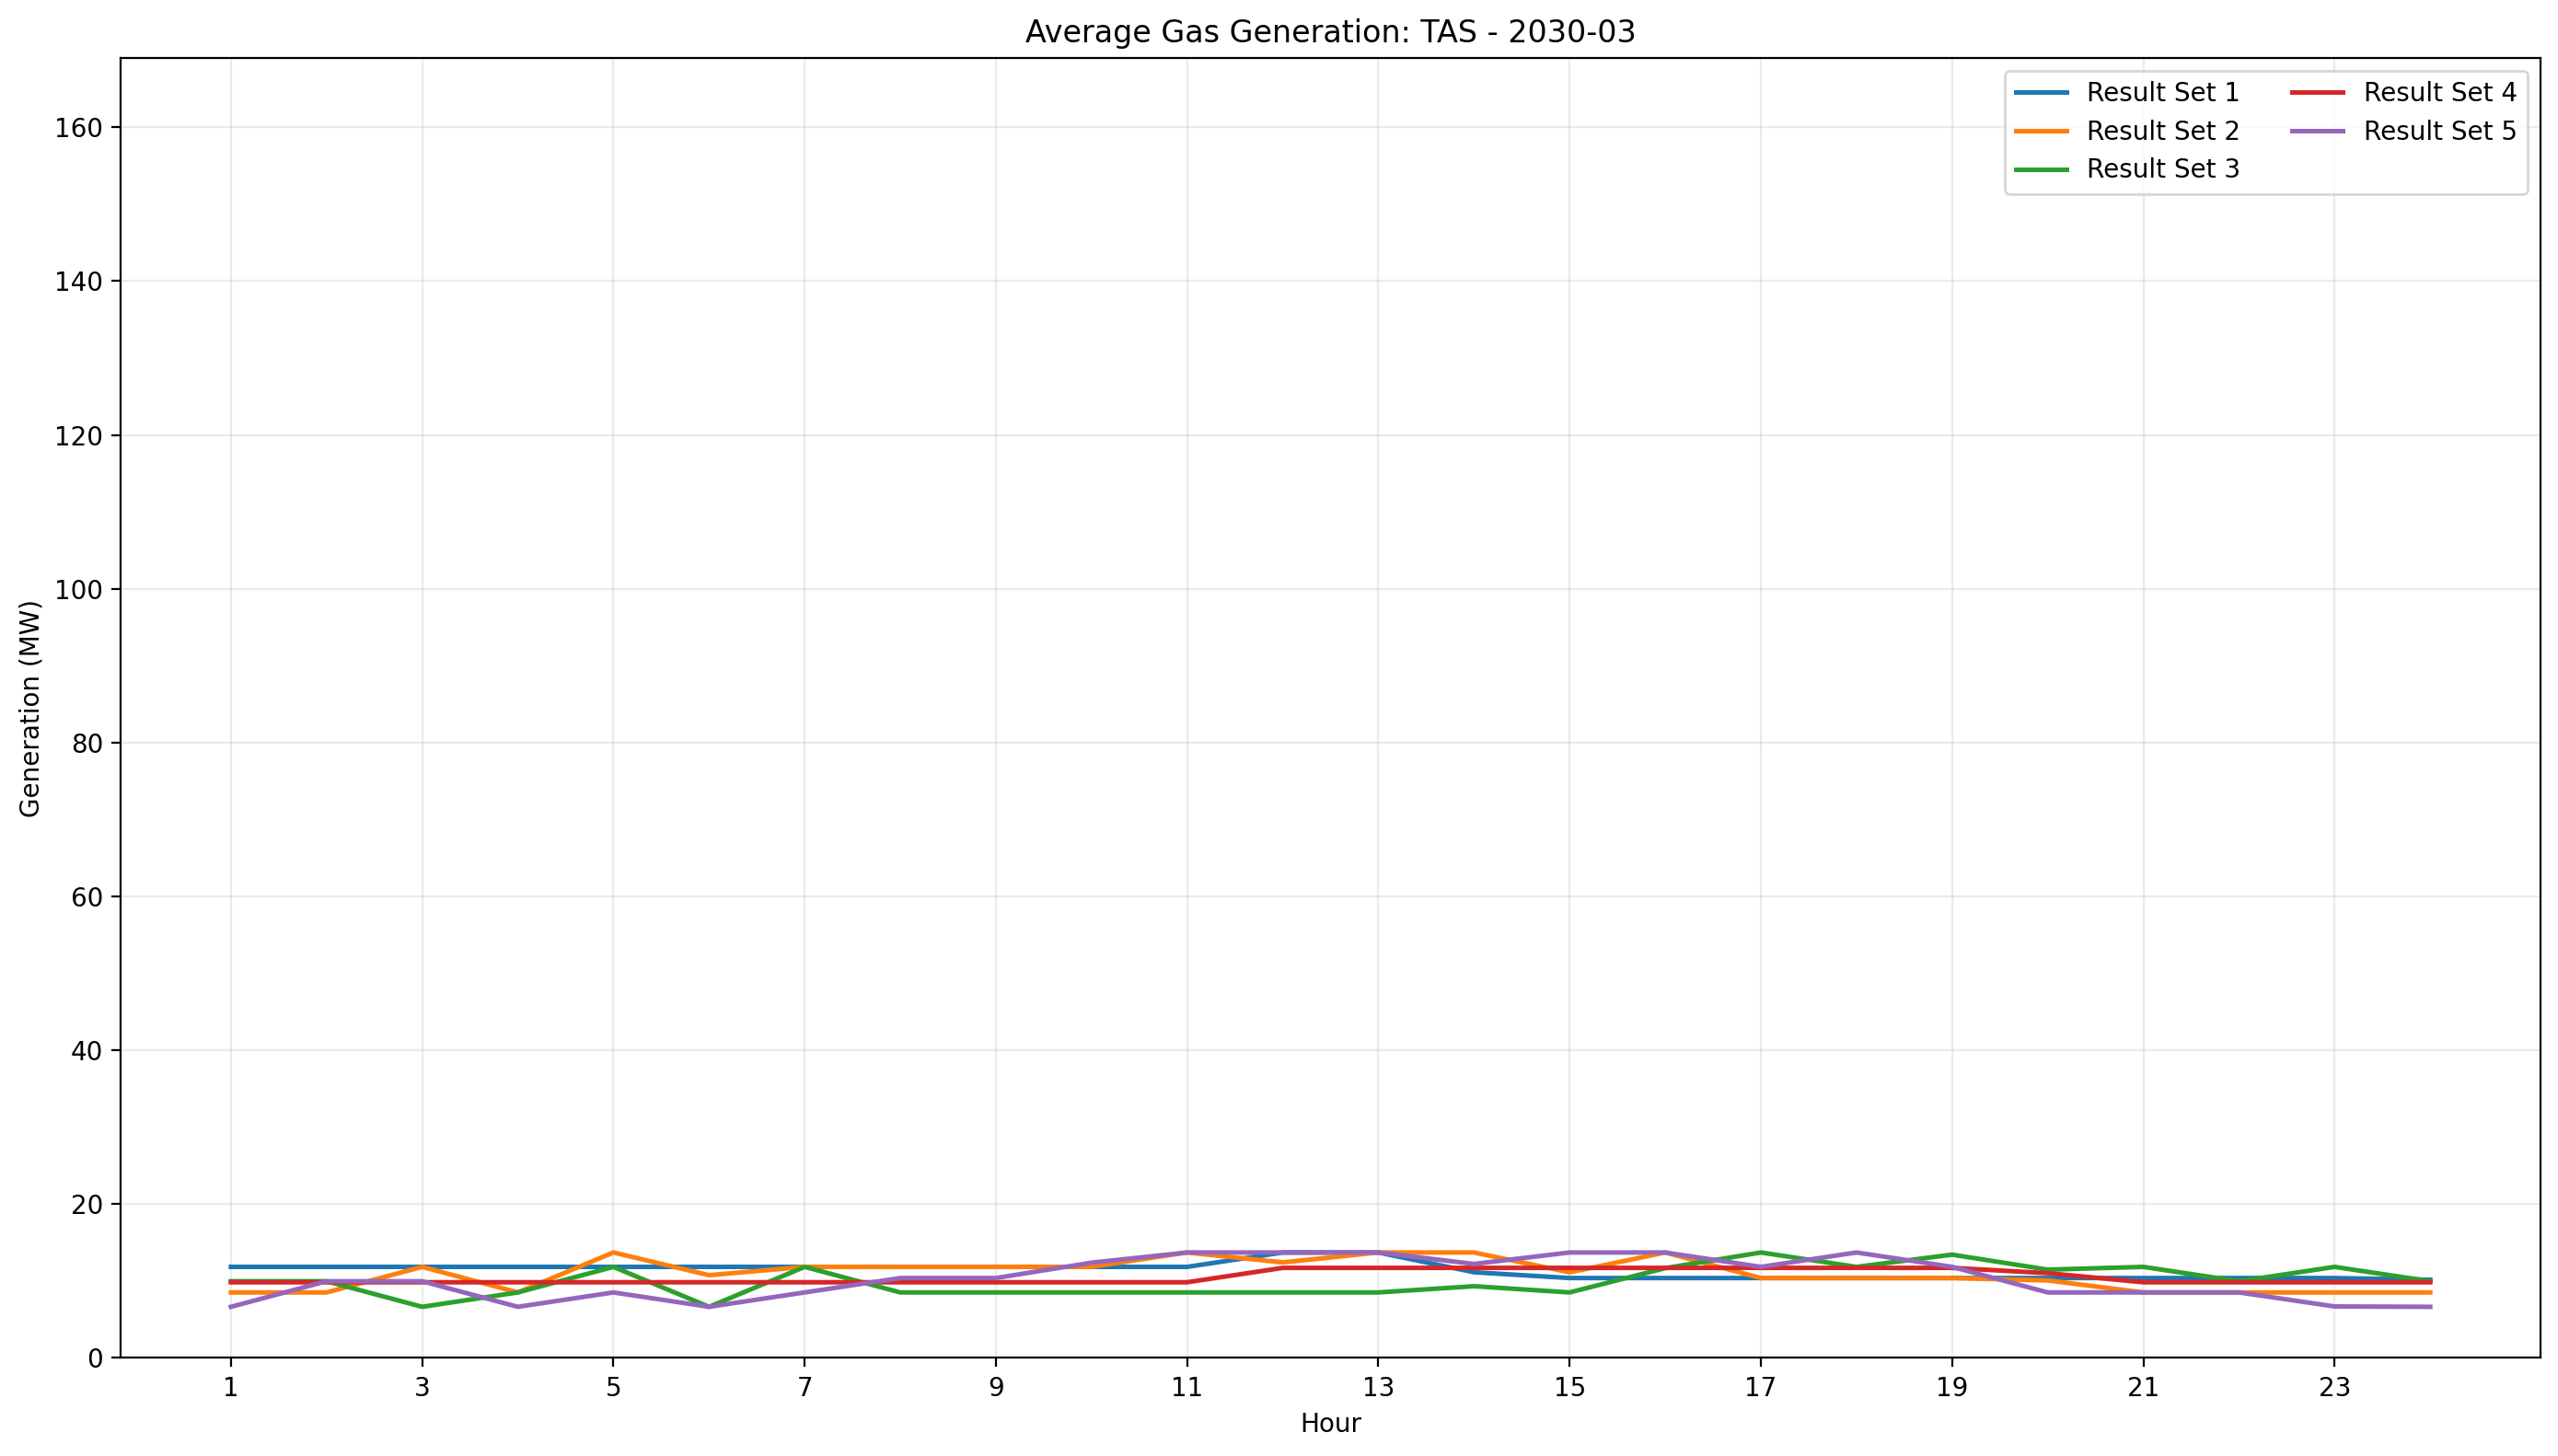 Average Gas Generation: TAS - 2030-03
Result Set 1
Result Set 2
Result Set 3
Result Set 4
Result Set 5
Generation (MW)
160
140
120
100
80
60
40
20
0
1 3 5 7 9 11 13 15 17 19 21 23
Hour